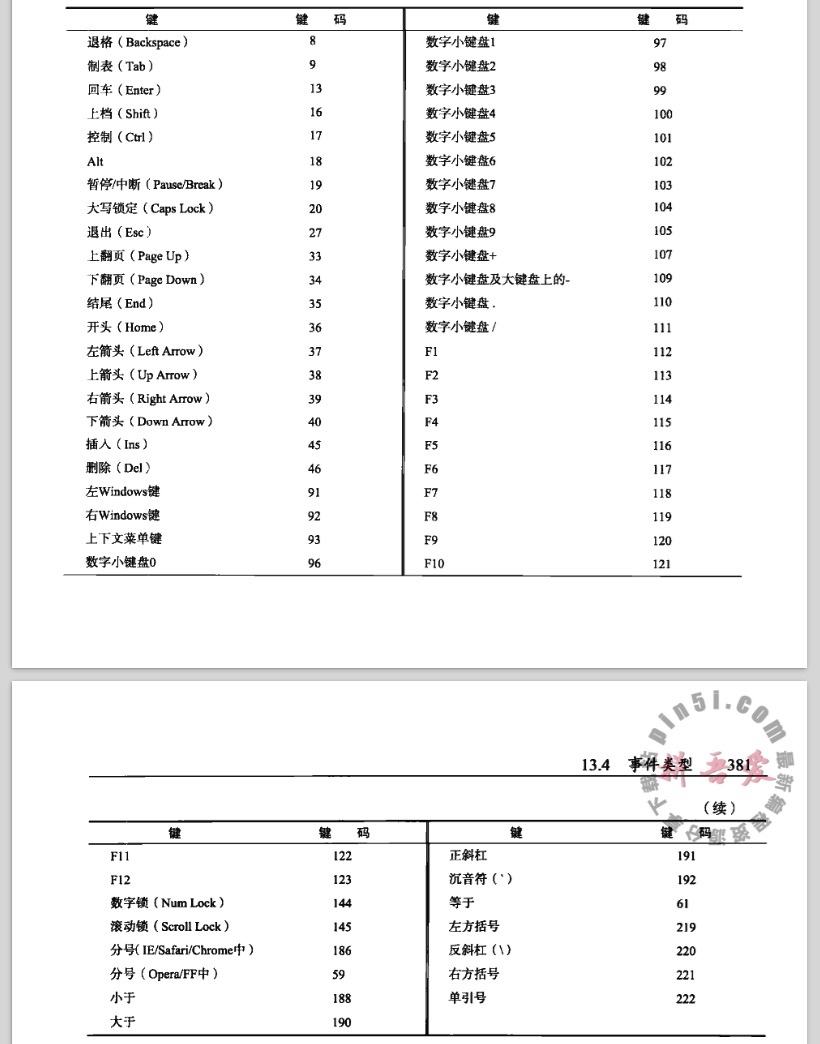 键 键 码 键 键 码
退格（Backspace） 8 数字小键盘1 97
制表（Tab） 9 数字小键盘2 98
回车（Enter） 13 数字小键盘3 99
上档（Shift） 16 数字小键盘4 100
控制（Ctrl） 17 数字小键盘5 101
Alt 18 数字小键盘6 102
暂停/中断（Pause/Break） 19 数字小键盘7 103
大写锁定（Caps Lock） 20 数字小键盘8 104
退出（Esc） 27 数字小键盘9 105
上翻页（Page Up） 33 数字小键盘+ 107
下翻页（Page Down） 34 数字小键盘及大键盘上的- 109
结尾（End） 35 数字小键盘 . 110
开头（Home） 36 数字小键盘 / 111
左箭头（Left Arrow） 37 F1 112
上箭头（Up Arrow） 38 F2 113
右箭头（Right Arrow） 39 F3 114
下箭头（Down Arrow） 40 F4 115
插入（Ins） 45 F5 116
删除（Del） 46 F6 117
左Windows键 91 F7 118
右Windows键 92 F8 119
上下文菜单键 93 F9 120
数字小键盘0 96 F10 121
pin5i.com
13.4 事件类型 381
拼吾爱
最新编程资源分享下载站
（续）
键 键 码 键 键 码
F11 122 正斜杠 191
F12 123 沉音符（`） 192
数字锁（Num Lock） 144 等于 61
滚动锁（Scroll Lock） 145 左方括号 219
分号（IE/Safari/Chrome中） 186 反斜杠（\） 220
分号（Opera/FF中） 59 右方括号 221
小于 188 单引号 222
大于 190